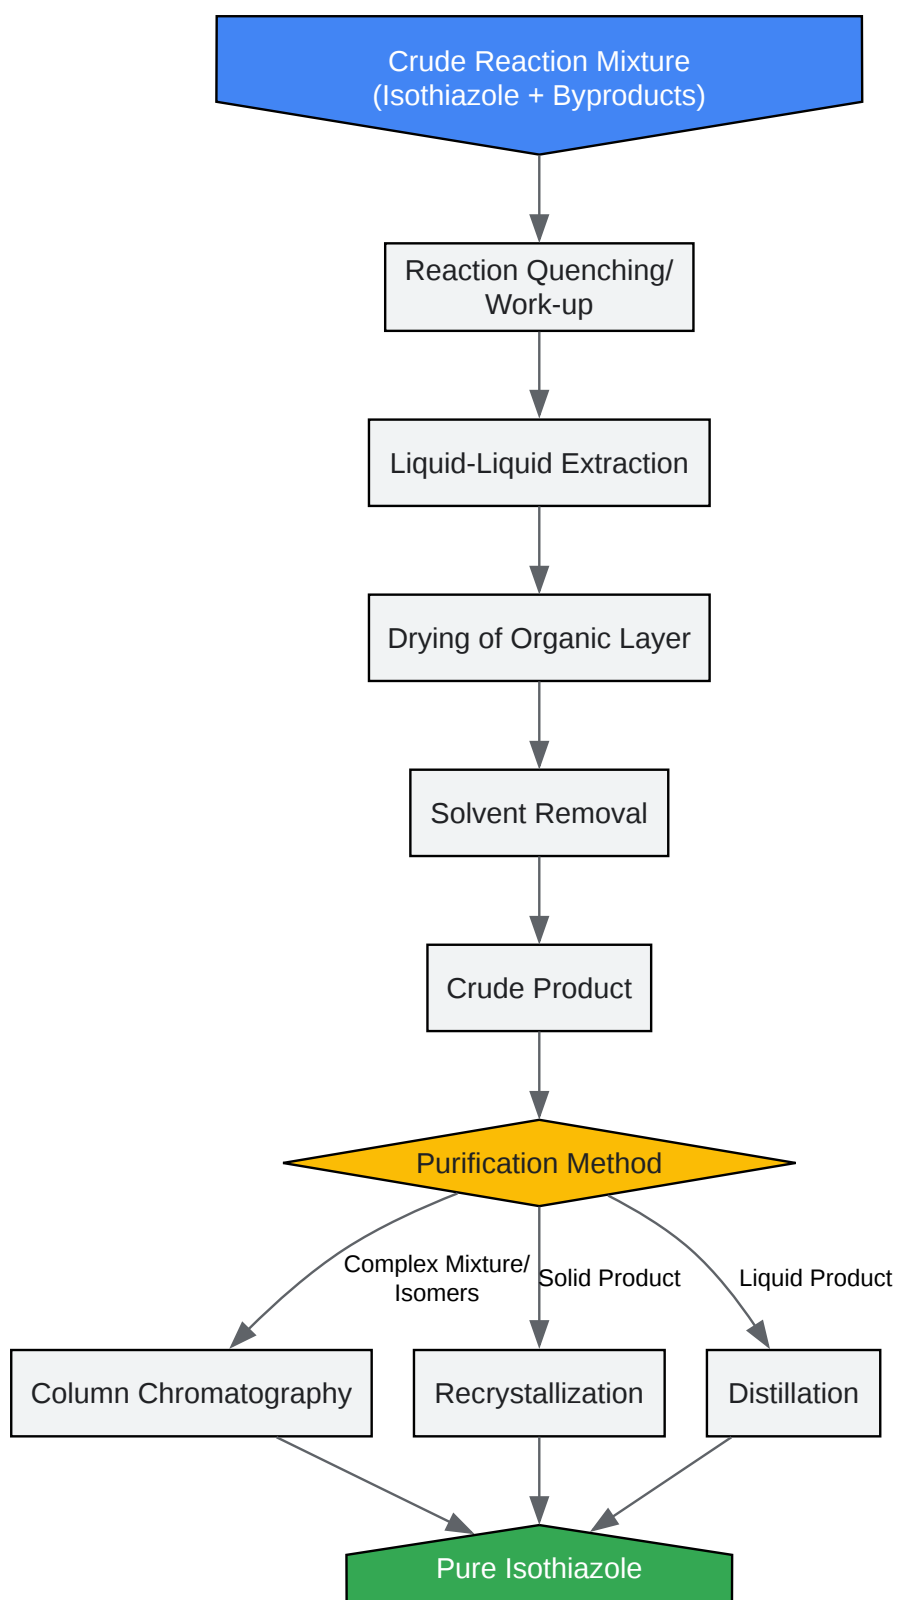 Crude Reaction Mixture
(Isothiazole + Byproducts)
Reaction Quenching/
Work-up
Liquid-Liquid Extraction
Drying of Organic Layer
Solvent Removal
Crude Product
Purification Method
Complex Mixture/
Isomers
Solid Product
Liquid Product
Column Chromatography
Recrystallization
Distillation
Pure Isothiazole